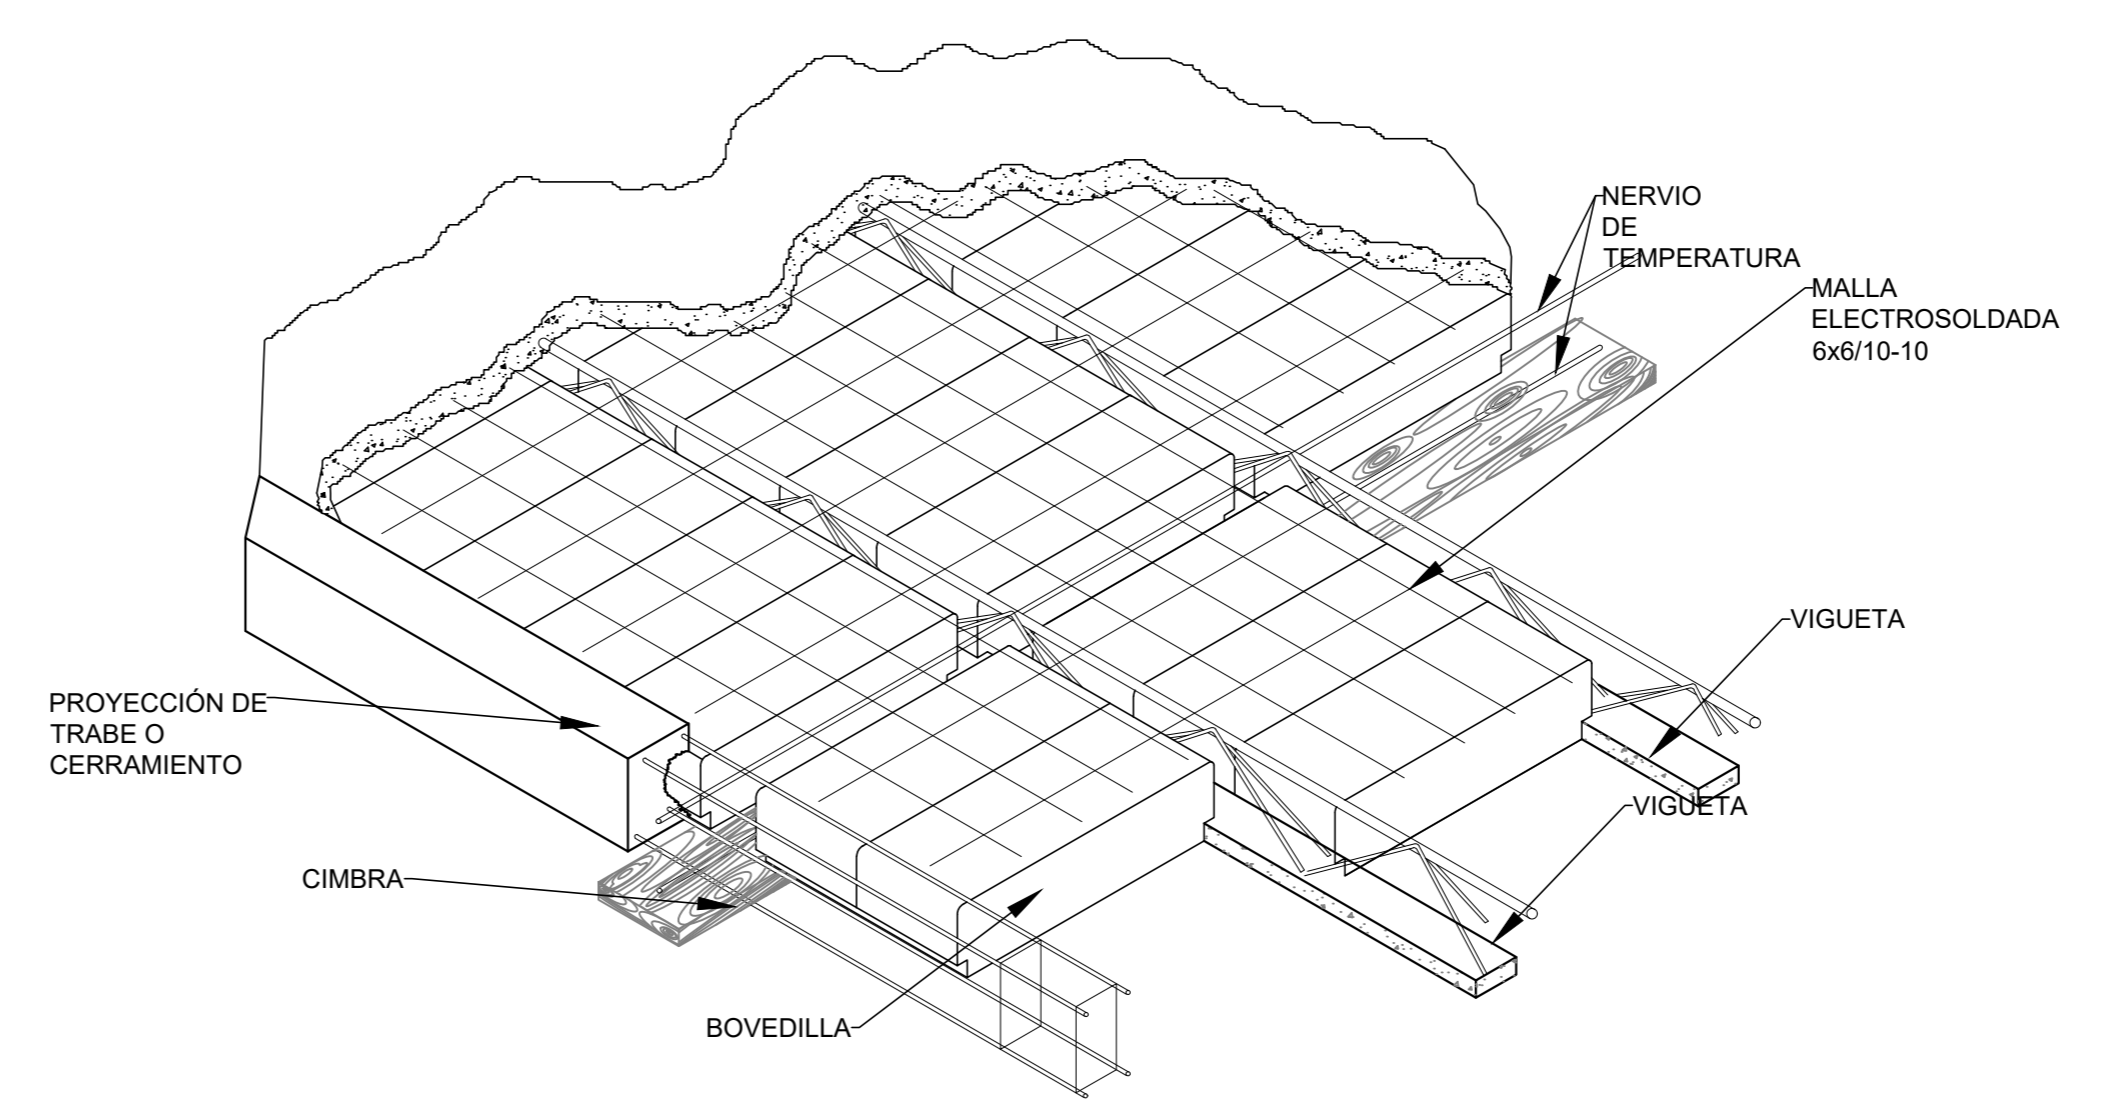 NERVIO
DE
TEMPERATURA
MALLA
ELECTROSOLDADA
6x6/10-10
VIGUETA
PROYECCIÓN DE
TRABE O
CERRAMIENTO
VIGUETA
CIMBRA
BOVEDILLA